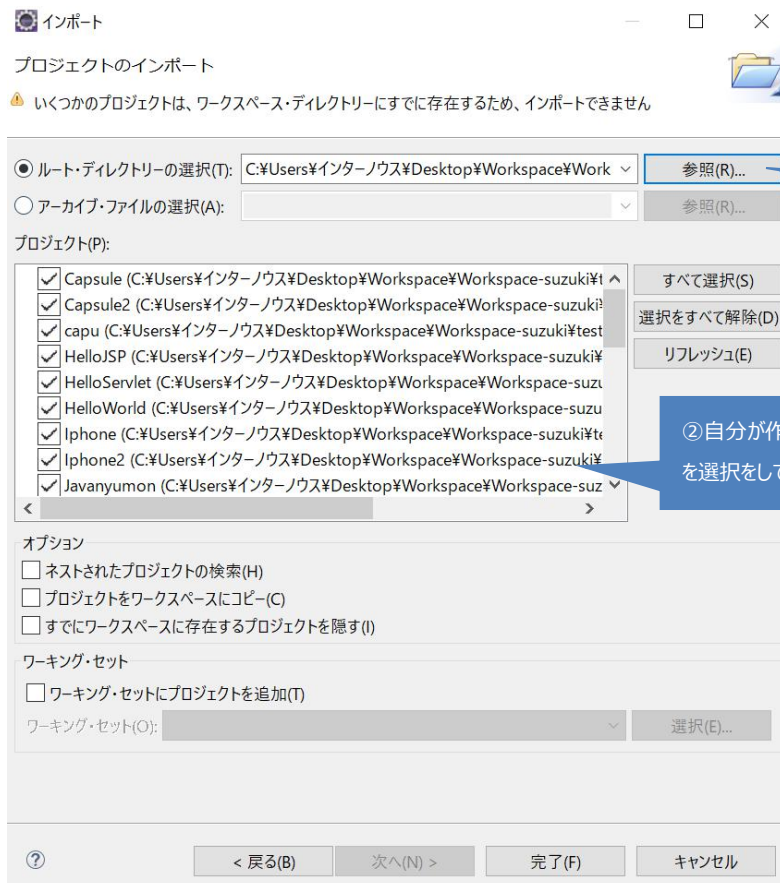 インポート
プロジェクトのインポート
いくつかのプロジェクトは、ワークスペース・ディレクトリーにすでに存在するため、インポートできません
ルート・ディレクトリーの選択(T): C:¥Users¥インターノウス¥Desktop¥Workspace¥Work 参照(R)...
アーカイブ・ファイルの選択(A): 参照(R)...
プロジェクト(P):
Capsule (C:¥Users¥インターノウス¥Desktop¥Workspace¥Workspace-suzuki¥t すべて選択(S)
Capsule2 (C:¥Users¥インターノウス¥Desktop¥Workspace¥Workspace-suzuki¥ 選択をすべて解除(D)
capu (C:¥Users¥インターノウス¥Desktop¥Workspace¥Workspace-suzuki¥test
HelloJSP (C:¥Users¥インターノウス¥Desktop¥Workspace¥Workspace-suzuki¥ リフレッシュ(E)
HelloServlet (C:¥Users¥インターノウス¥Desktop¥Workspace¥Workspace-suzu
HelloWorld (C:¥Users¥インターノウス¥Desktop¥Workspace¥Workspace-suzu
Iphone (C:¥Users¥インターノウス¥Desktop¥Workspace¥Workspace-suzuki¥te
Iphone2 (C:¥Users¥インターノウス¥Desktop¥Workspace¥Workspace-suzuki¥
Javanyumon (C:¥Users¥インターノウス¥Desktop¥Workspace¥Workspace-suz
②自分が作
を選択をして
オプション
ネストされたプロジェクトの検索(H)
プロジェクトをワークスペースにコピー(C)
すでにワークスペースに存在するプロジェクトを隠す(I)
ワーキング・セット
ワーキング・セットにプロジェクトを追加(T)
ワーキング・セット(O): 選択(E)...
< 戻る(B) 次へ(N) > 完了(F) キャンセル